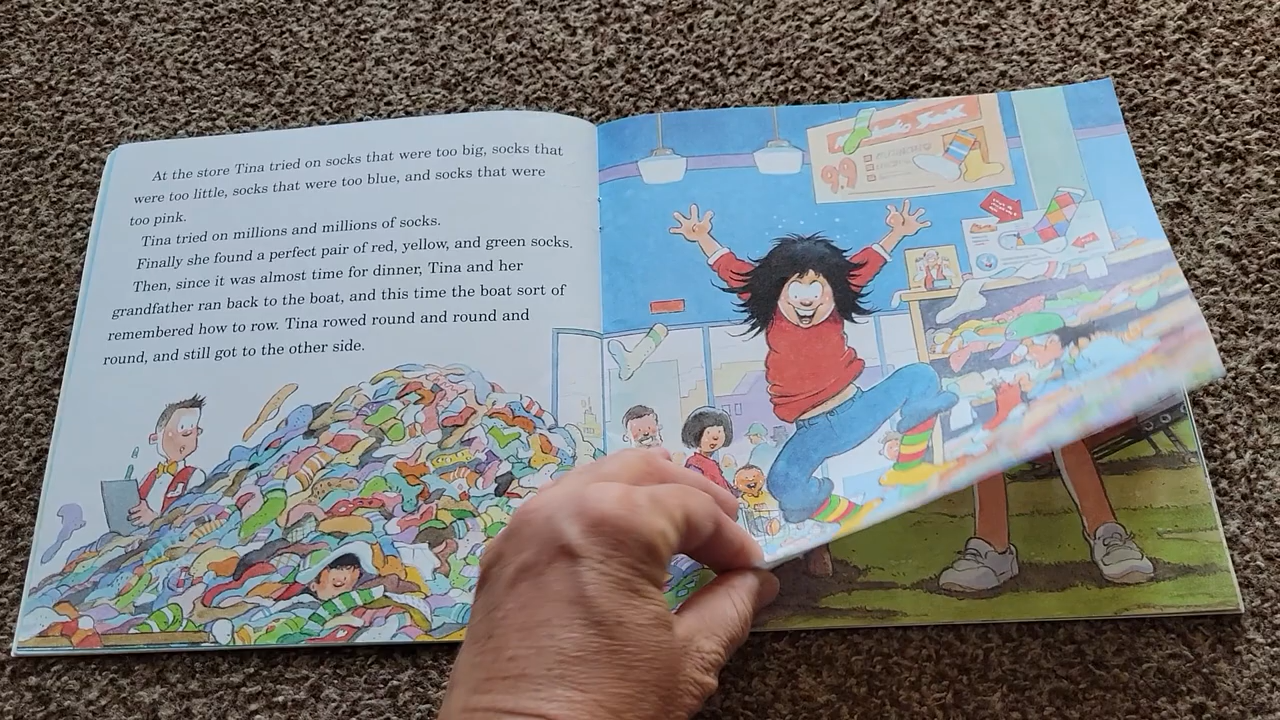 At the store Tina tried on socks that were too big, socks that
were too little, socks that were too blue, and socks that were
too pink.
Tina tried on millions and millions of socks.
Finally she found a perfect pair of red, yellow, and green socks.
Then, since it was almost time for dinner, Tina and her
grandfather ran back to the boat, and this time the boat sort of
remembered how to row. Tina rowed round and round and
round, and still got to the other side.
99